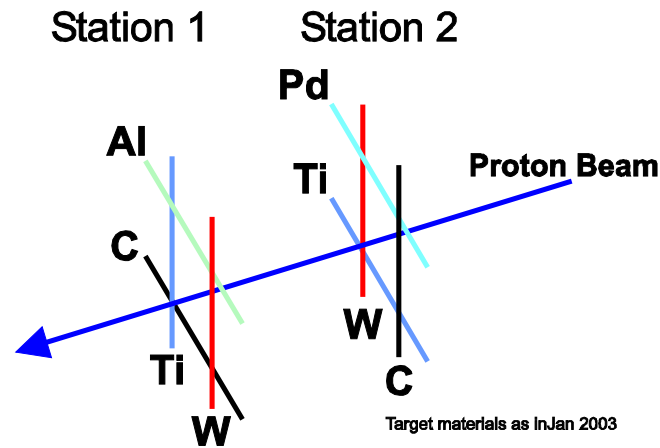 Station 1
Station 2
Pd
Al
Ti
Proton Beam
C
W
Ti
C
W
Target materials as InJan 2003